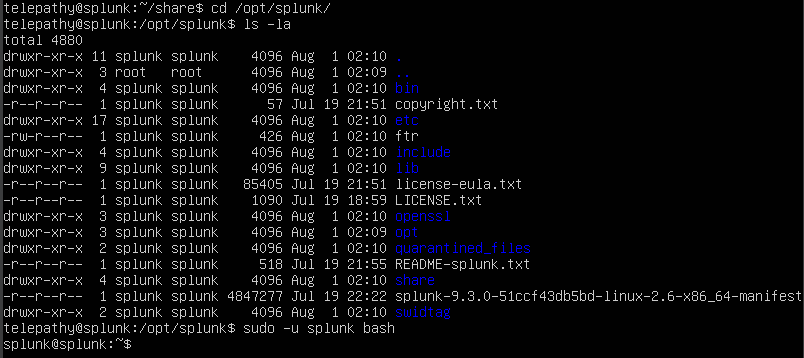 telepathy@splunk:~/share$ cd /opt/splunk/
telepathy@splunk:/opt/splunk$ ls -la
total 4880
drwxr-xr-x 11 splunk splunk    4096 Aug  1 02:10 .
drwxr-xr-x  3 root   root      4096 Aug  1 02:09 ..
drwxr-xr-x  4 splunk splunk    4096 Aug  1 02:10 bin
-r--r--r--  1 splunk splunk      57 Jul 19 21:51 copyright.txt
drwxr-xr-x 17 splunk splunk    4096 Aug  1 02:10 etc
-rw-r--r--  1 splunk splunk     426 Aug  1 02:10 ftr
drwxr-xr-x  4 splunk splunk    4096 Aug  1 02:10 include
drwxr-xr-x  9 splunk splunk    4096 Aug  1 02:10 lib
-r--r--r--  1 splunk splunk   85405 Jul 19 21:51 license-eula.txt
-r--r--r--  1 splunk splunk    1090 Jul 19 18:59 LICENSE.txt
drwxr-xr-x  3 splunk splunk    4096 Aug  1 02:10 openssl
drwxr-xr-x  3 splunk splunk    4096 Aug  1 02:09 opt
drwxr-xr-x  2 splunk splunk    4096 Aug  1 02:10 quarantined_files
-r--r--r--  1 splunk splunk     518 Jul 19 21:55 README-splunk.txt
drwxr-xr-x  4 splunk splunk    4096 Aug  1 02:10 share
-r--r--r--  1 splunk splunk 4847277 Jul 19 22:22 splunk-9.3.0-51ccf43db5bd-linux-2.6-x86_64-manifest
drwxr-xr-x  2 splunk splunk    4096 Aug  1 02:10 swidtag
telepathy@splunk:/opt/splunk$ sudo -u splunk bash
splunk@splunk:~$